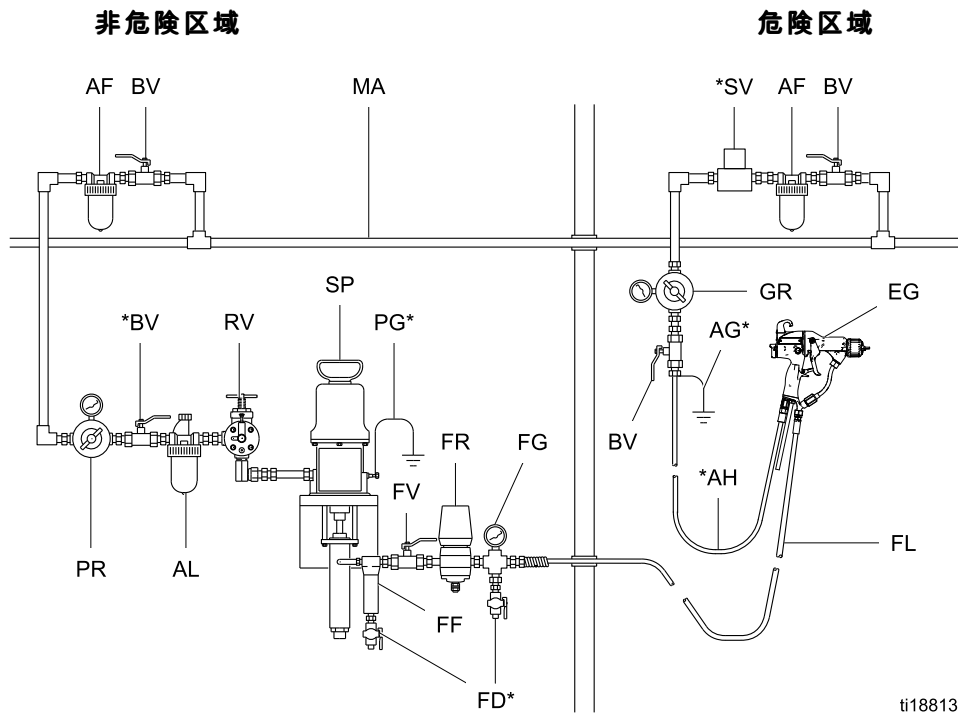 非危険区域
危険区域
AF BV MA *SV AF BV
SP GR EG
*BV RV PG* AG*
FR FG BV
*AH
FV
FL
PR AL
FF
FD*
ti18813